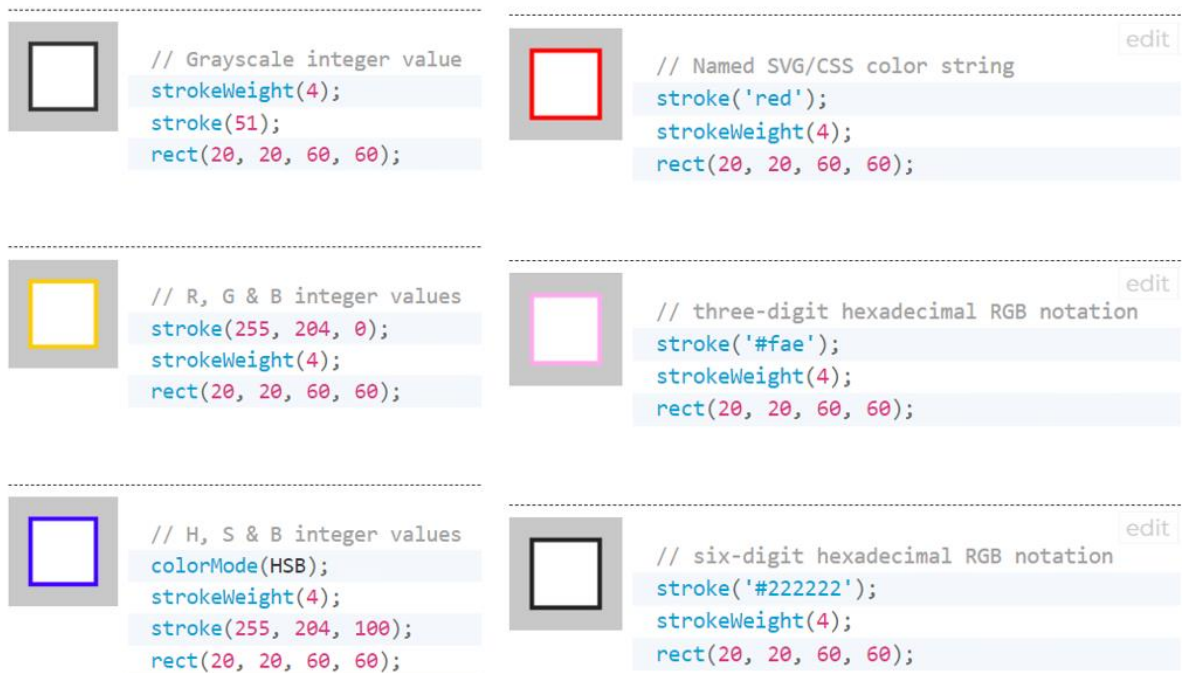 // Grayscale integer value
strokeWeight(4);
stroke(51);
rect(20, 20, 60, 60);
// R, G & B integer values
stroke(255, 204, 0);
strokeWeight(4);
rect(20, 20, 60, 60);
// H, S & B integer values
colorMode(HSB);
strokeWeight(4);
stroke(255, 204, 100);
rect(20, 20, 60, 60);
edit
// Named SVG/CSS color string
stroke('red');
strokeWeight(4);
rect(20, 20, 60, 60);
edit
// three-digit hexadecimal RGB notation
stroke('#fae');
strokeWeight(4);
rect(20, 20, 60, 60);
edit
// six-digit hexadecimal RGB notation
stroke('#222222');
strokeWeight(4);
rect(20, 20, 60, 60);